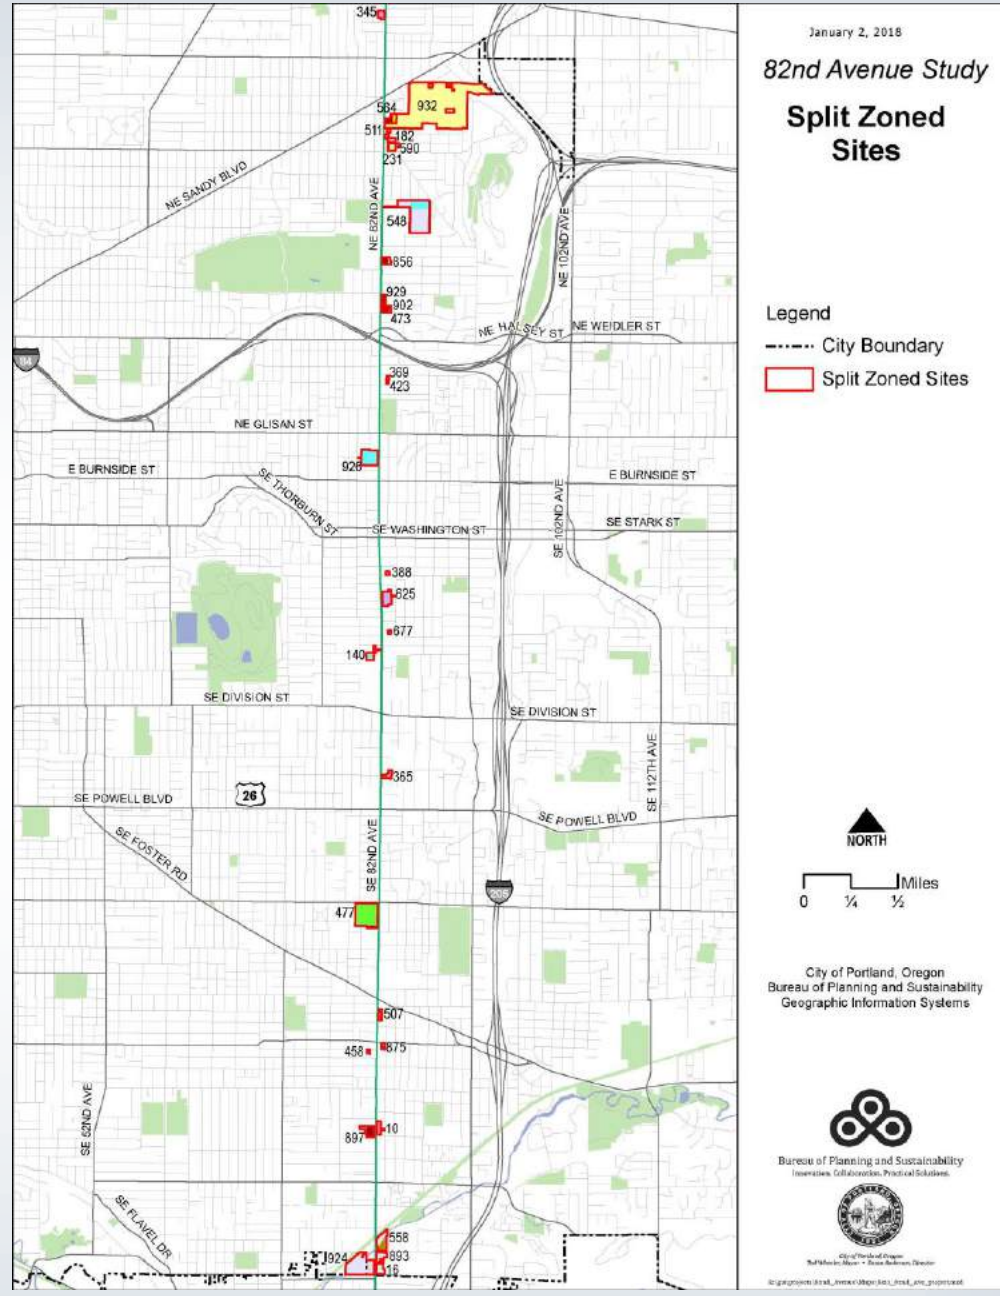 January 2, 2018
82nd Avenue Study
Split Zoned
Sites
Legend
City Boundary
Split Zoned Sites
NORTH
Miles
0 ¼ ½
City of Portland, Oregon
Bureau of Planning and Sustainability
Geographic Information Systems
Bureau of Planning and Sustainability
Innovation. Collaboration. Practical Solutions.
City of Portland, Oregon
345
564
932
511
182
590
231
NE SANDY BLVD
NE 82ND AVE
548
NE 102ND AVE
856
929
902
473
NE HALSEY ST
NE WEIDLER ST
84
369
423
NE GLISAN ST
926
E BURNSIDE ST
E BURNSIDE ST
SE THORBURN ST
SE WASHINGTON ST
SE 102ND AVE
SE STARK ST
388
825
677
140
SE DIVISION ST
SE DIVISION ST
365
SE 112TH AVE
26
SE POWELL BLVD
SE POWELL BLVD
SE FOSTER RD
SE 82ND AVE
205
477
507
458
875
SE 52ND AVE
10
897
SE FLAVEL DR
558
924
893
16